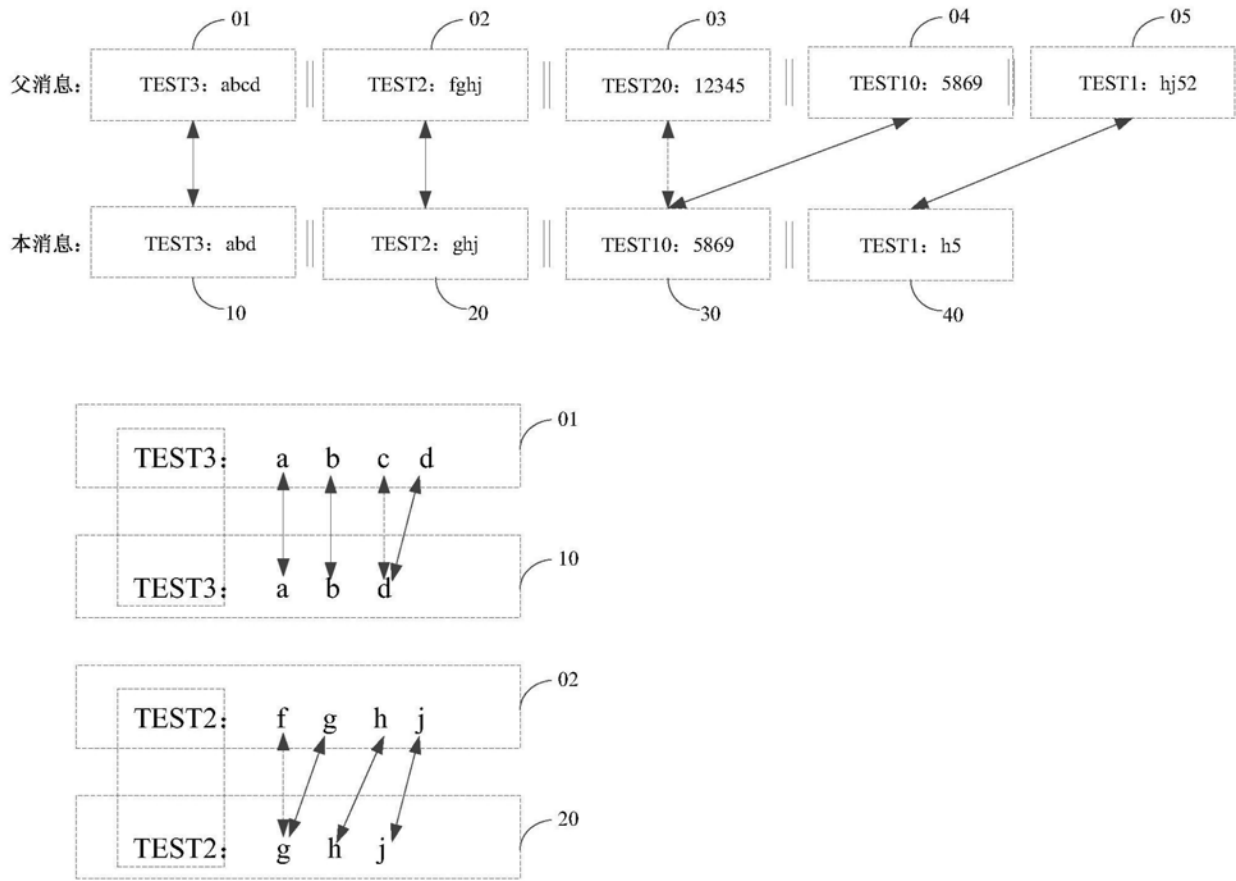 01 02 03 04 05
父消息: TEST3: abcd || TEST2: fghj || TEST20: 12345 || TEST10: 5869 || TEST1: hj52
本消息: TEST3: abd || TEST2: ghj || TEST10: 5869 || TEST1: h5
10 20 30 40
01
TEST3: a b c d
10
TEST3: a b d
02
TEST2: f g h j
20
TEST2: g h j